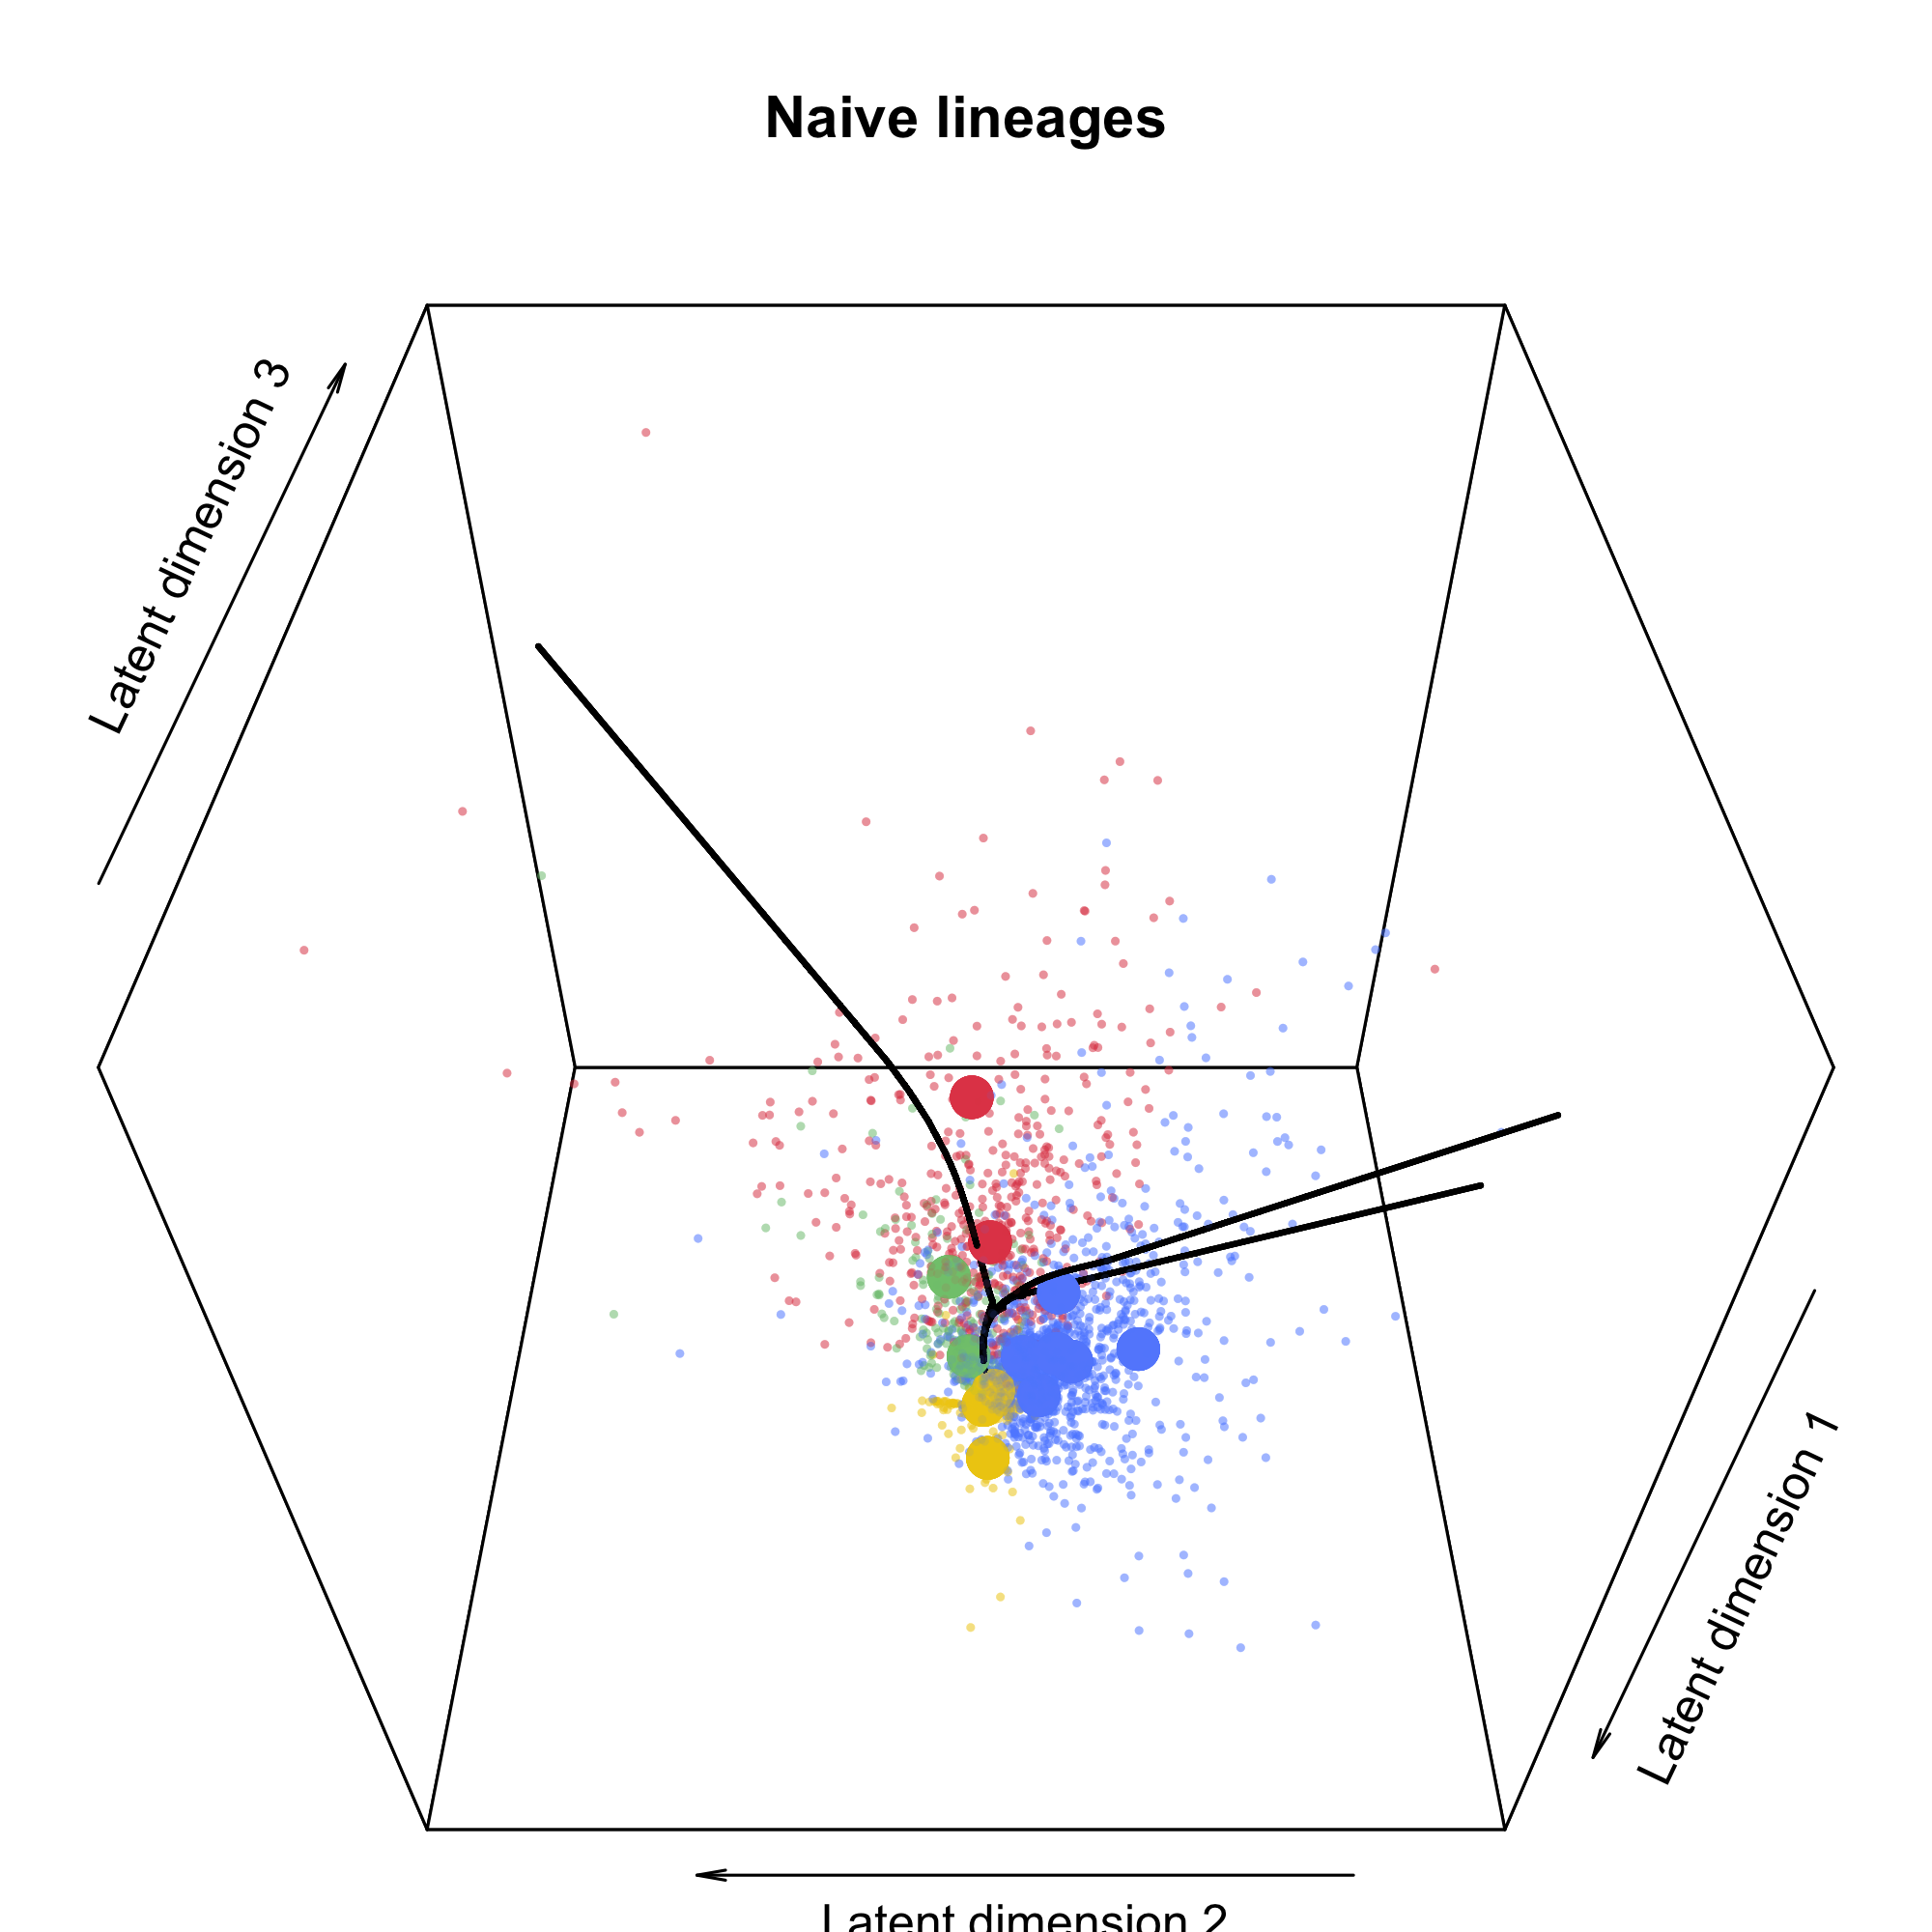 Naive lineages
Latent dimension 3
Latent dimension 1
Latent dimension 2